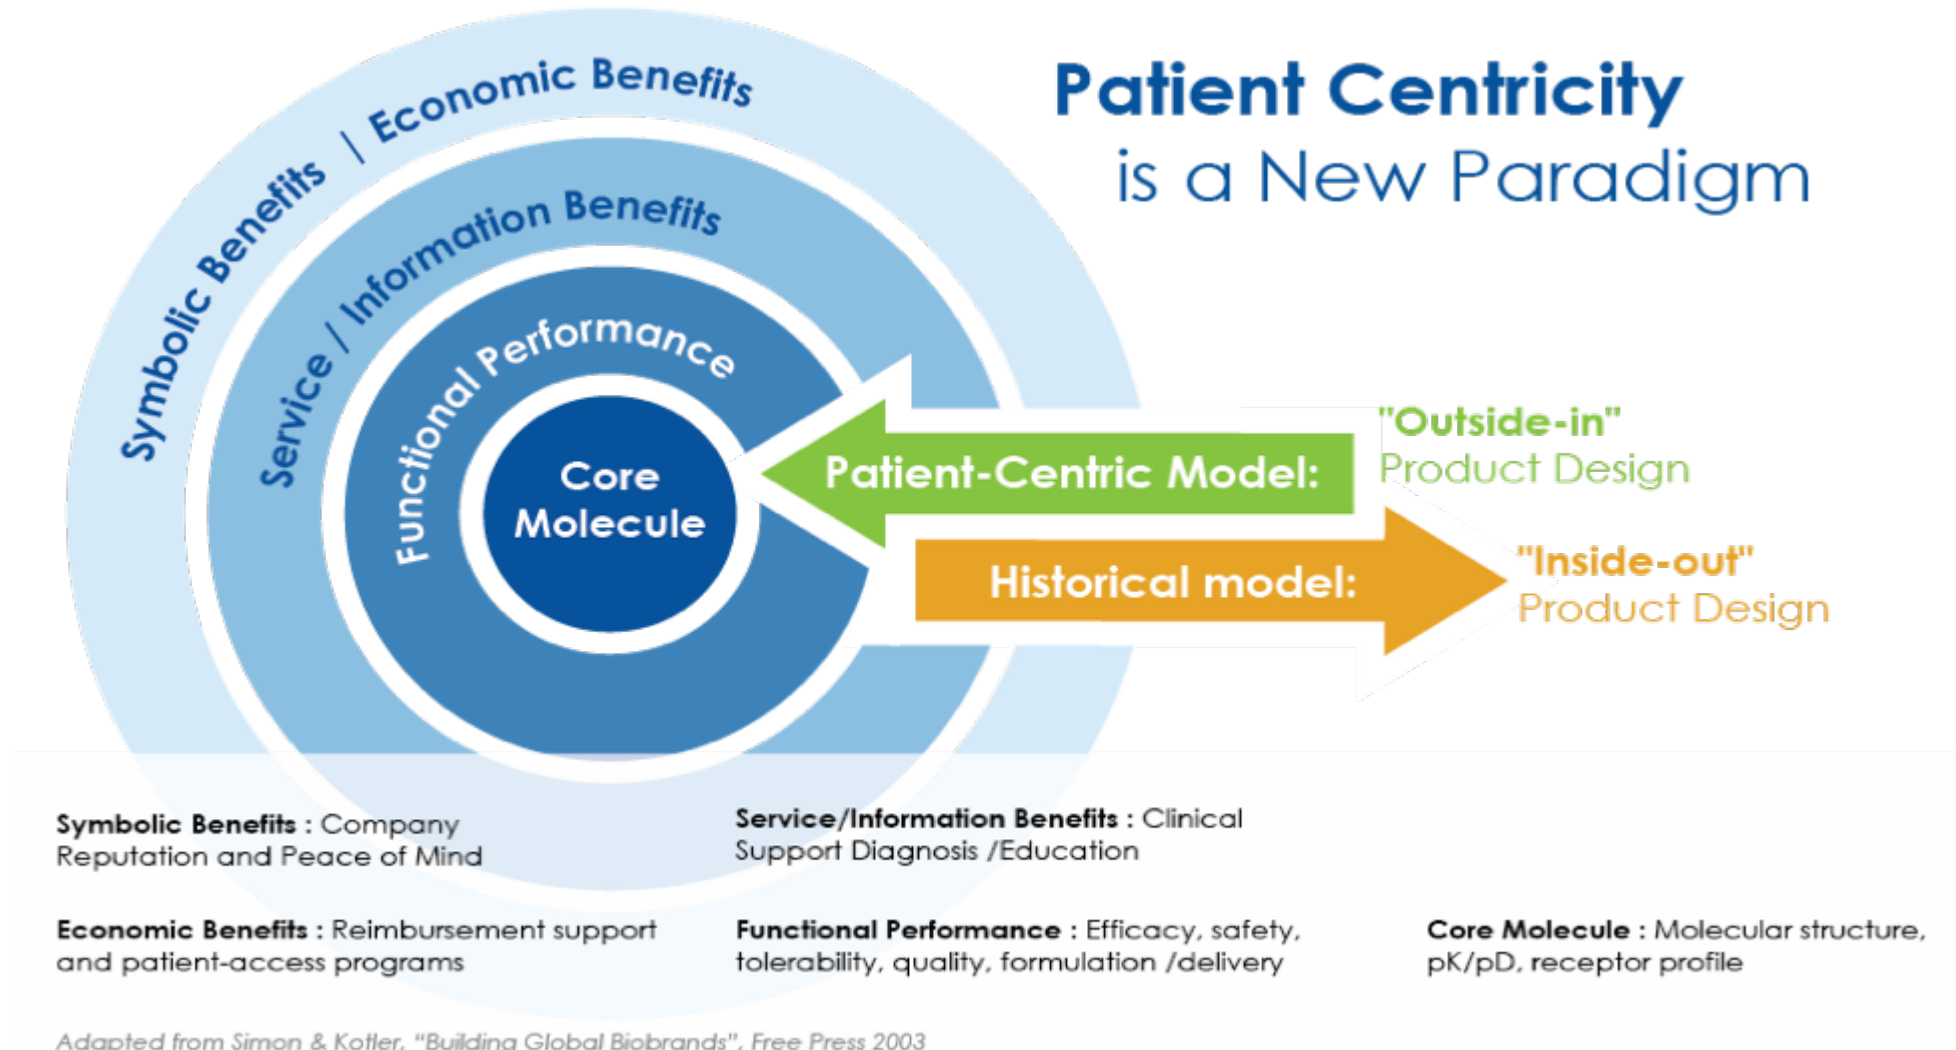 Patient Centricity
is a New Paradigm
Symbolic Benefits | Economic Benefits
Service / Information Benefits
Functional Performance
Core
Molecule
Patient-Centric Model:
"Outside-in"
Product Design
Historical model:
"Inside-out"
Product Design
Symbolic Benefits : Company
Reputation and Peace of Mind
Service/Information Benefits : Clinical
Support Diagnosis /Education
Economic Benefits : Reimbursement support
and patient-access programs
Functional Performance : Efficacy, safety,
tolerability, quality, formulation /delivery
Core Molecule : Molecular structure,
pK/pD, receptor profile
Adapted from Simon & Kotler, “Building Global Biobrands”, Free Press 2003